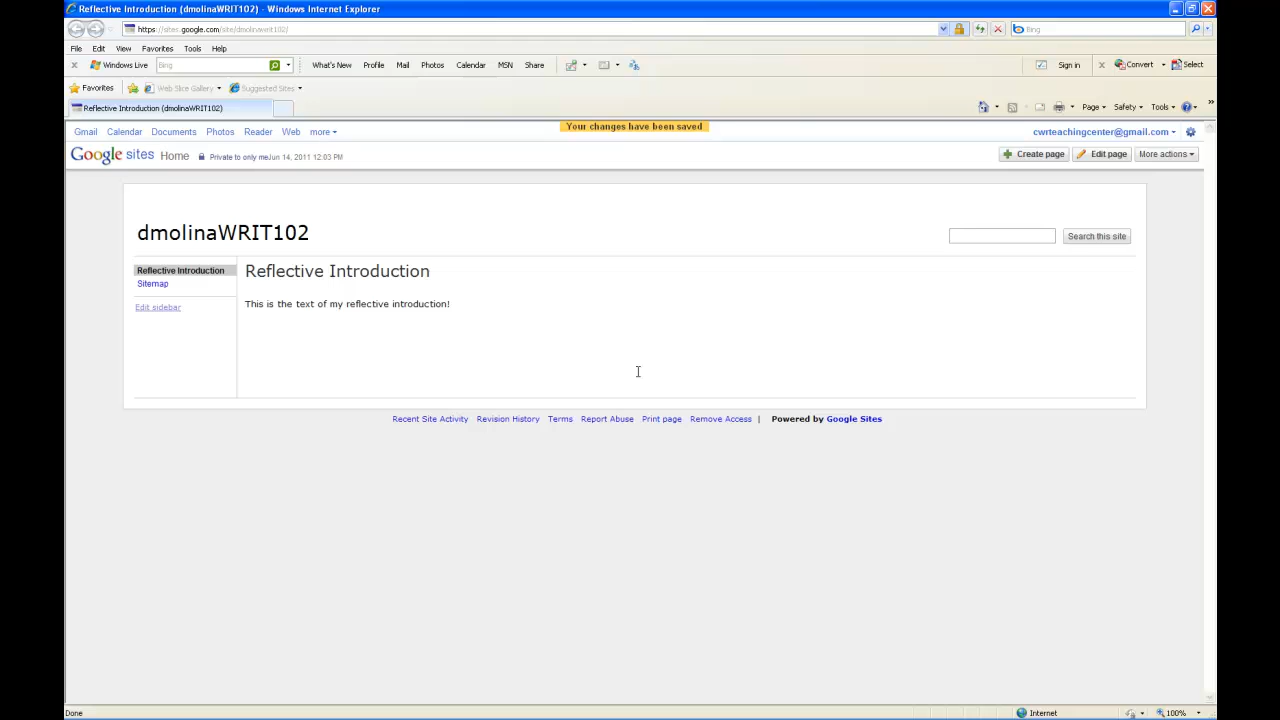 Reflective Introduction (dmolinaWRIT102) - Windows Internet Explorer
Bing
File Edit View Favorites Tools Help
Windows Live Bing What's New Profile Mail Photos Calendar MSN Share Sign in Convert Select
Favorites Web Slice Gallery Suggested Sites
Reflective Introduction (dmolinaWRIT102) Page Safety Tools
Gmail Calendar Documents Photos Reader Web more Your changes have been saved cwrteachingcenter@gmail.com
Google sites Home Private to only me Jun 14, 2011 12:03 PM Create page Edit page More actions
dmolinaWRIT102 Search this site
Reflective Introduction Reflective Introduction
Sitemap
This is the text of my reflective introduction!
Edit sidebar
Recent Site Activity Revision History Terms Report Abuse Print page Remove Access | Powered by Google Sites
Done Internet 100%